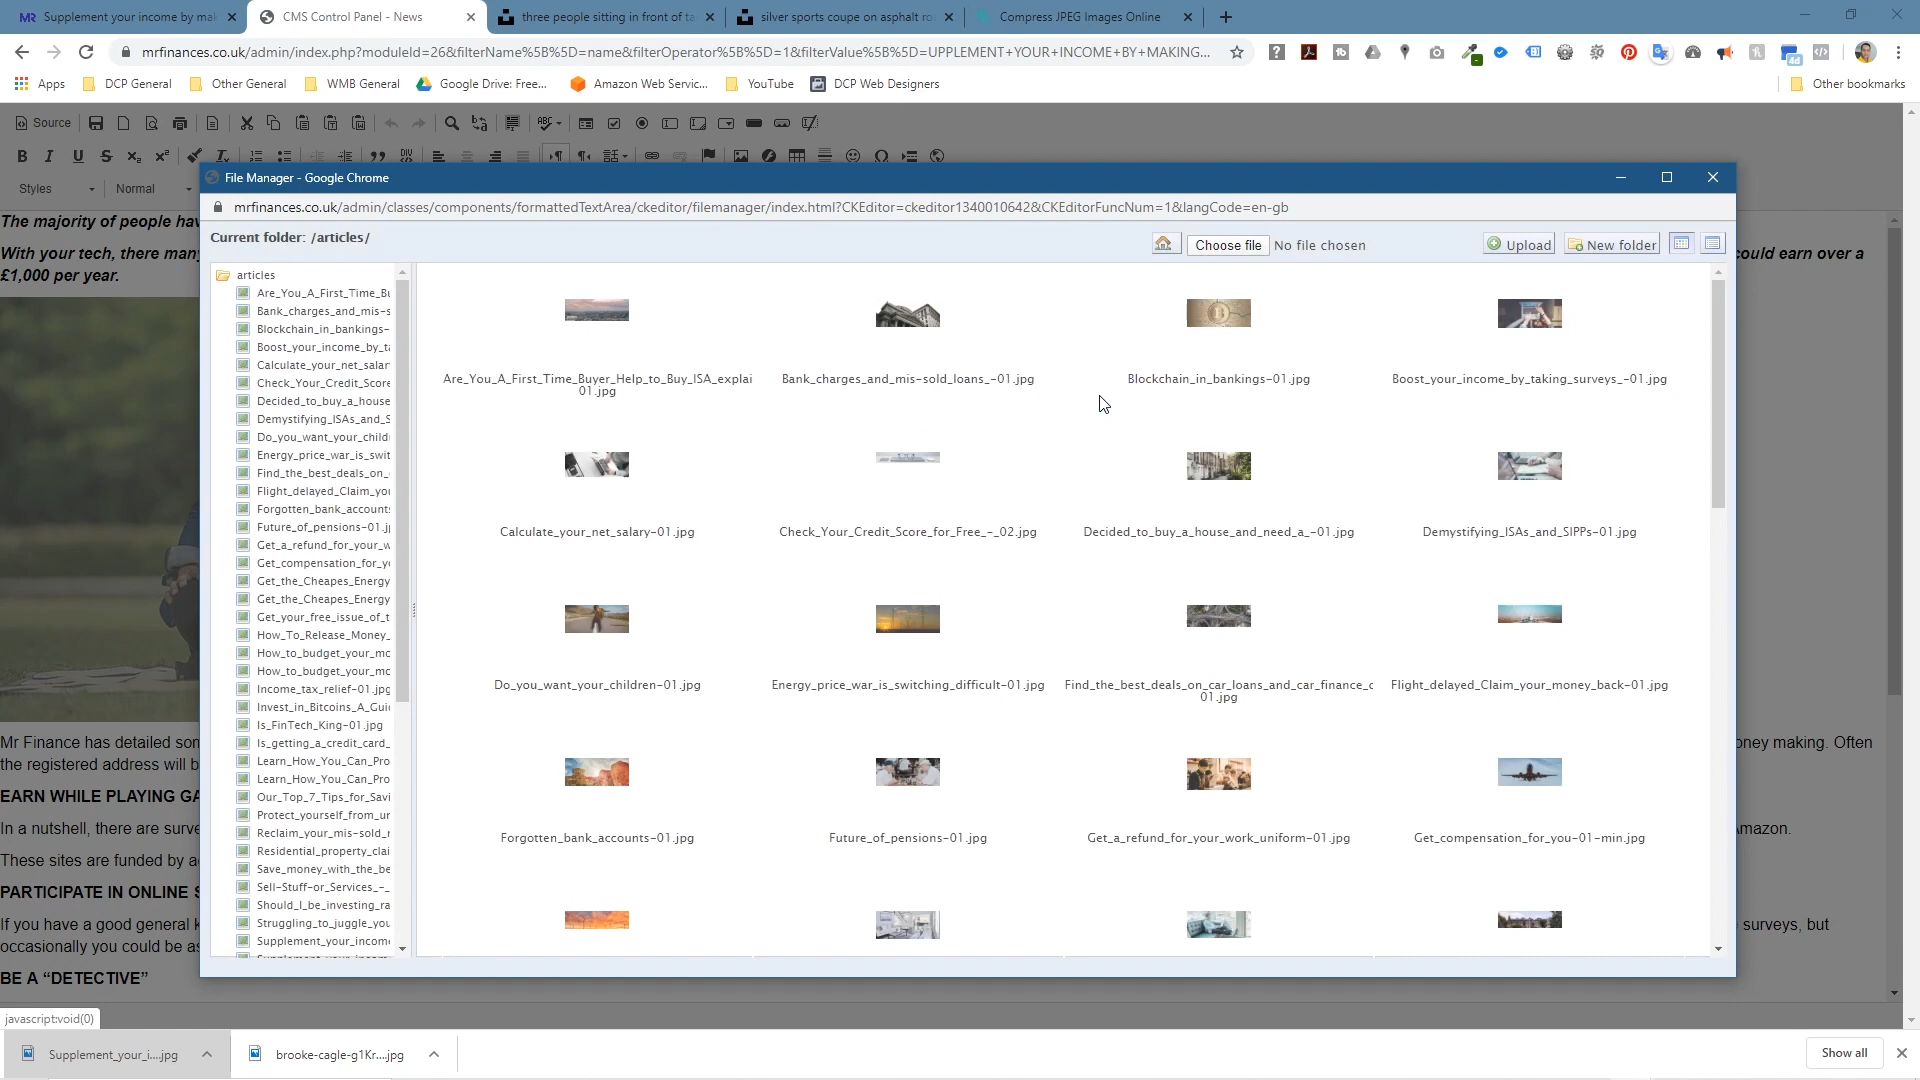 Supplement your income by mak
CMS Control Panel - News
three people sitting in front of ta
silver sports coupe on asphalt ro
Compress JPEG Images Online
mrfinances.co.uk/admin/index.php?moduleId=26&filterName%5B%5D=name&filterOperator%5B%5D=1&filterValue%5B%5D=UPPLEMENT+YOUR+INCOME+BY+MAKING...
Apps
DCP General
Other General
WMB General
Google Drive: Free...
Amazon Web Servic...
YouTube
DCP Web Designers
Other bookmarks
Source
Styles
Normal
File Manager - Google Chrome
mrfinances.co.uk/admin/classes/components/formattedTextArea/ckeditor/filemanager/index.html?CKEditor=ckeditor1340010642&CKEditorFuncNum=1&langCode=en-gb
The majority of people hav
With your tech, there many
could earn over a
£1,000 per year.
Current folder: /articles/
Choose file No file chosen
Upload
New folder
articles
Are_You_A_First_Time_Bu
Bank_charges_and_mis-s
Blockchain_in_bankings-
Boost_your_income_by_ta
Calculate_your_net_salar
Check_Your_Credit_Score
Decided_to_buy_a_house
Demystifying_ISAs_and_S
Do_you_want_your_child
Energy_price_war_is_swit
Find_the_best_deals_on_
Flight_delayed_Claim_you
Forgotten_bank_accounts
Future_of_pensions-01.j
Get_a_refund_for_your_w
Get_compensation_for_yo
Get_the_Cheapes_Energy
Get_the_Cheapes_Energy
Get_your_free_issue_of_t
How_To_Release_Money_
How_to_budget_your_mo
How_to_budget_your_mo
Income_tax_relief-01.jpg
Invest_in_Bitcoins_A_Gui
Is_FinTech_King-01.jpg
Is_getting_a_credit_card_
Learn_How_You_Can_Pro
Learn_How_You_Can_Pro
Our_Top_7_Tips_for_Savi
Protect_yourself_from_ur
Reclaim_your_mis-sold_r
Residential_property_clai
Save_money_with_the_be
Sell-Stuff-or_Services_-_
Should_I_be_investing_ra
Struggling_to_juggle_you
Supplement_your_income
Are_You_A_First_Time_Buyer_Help_to_Buy_ISA_explai
01.jpg
Bank_charges_and_mis-sold_loans_-01.jpg
Blockchain_in_bankings-01.jpg
Boost_your_income_by_taking_surveys_-01.jpg
Calculate_your_net_salary-01.jpg
Check_Your_Credit_Score_for_Free_-_02.jpg
Decided_to_buy_a_house_and_need_a_-01.jpg
Demystifying_ISAs_and_SIPPs-01.jpg
Do_you_want_your_children-01.jpg
Energy_price_war_is_switching_difficult-01.jpg
Find_the_best_deals_on_car_loans_and_car_finance_c
01.jpg
Flight_delayed_Claim_your_money_back-01.jpg
Forgotten_bank_accounts-01.jpg
Future_of_pensions-01.jpg
Get_a_refund_for_your_work_uniform-01.jpg
Get_compensation_for_you-01-min.jpg
Mr Finance has detailed son
oney making. Often
the registered address will b
EARN WHILE PLAYING GA
In a nutshell, there are surve
Amazon.
These sites are funded by a
PARTICIPATE IN ONLINE S
If you have a good general k
surveys, but
occasionally you could be as
BE A “DETECTIVE”
javascript:void(0)
Supplement_your_i....jpg
brooke-cagle-g1Kr....jpg
Show all